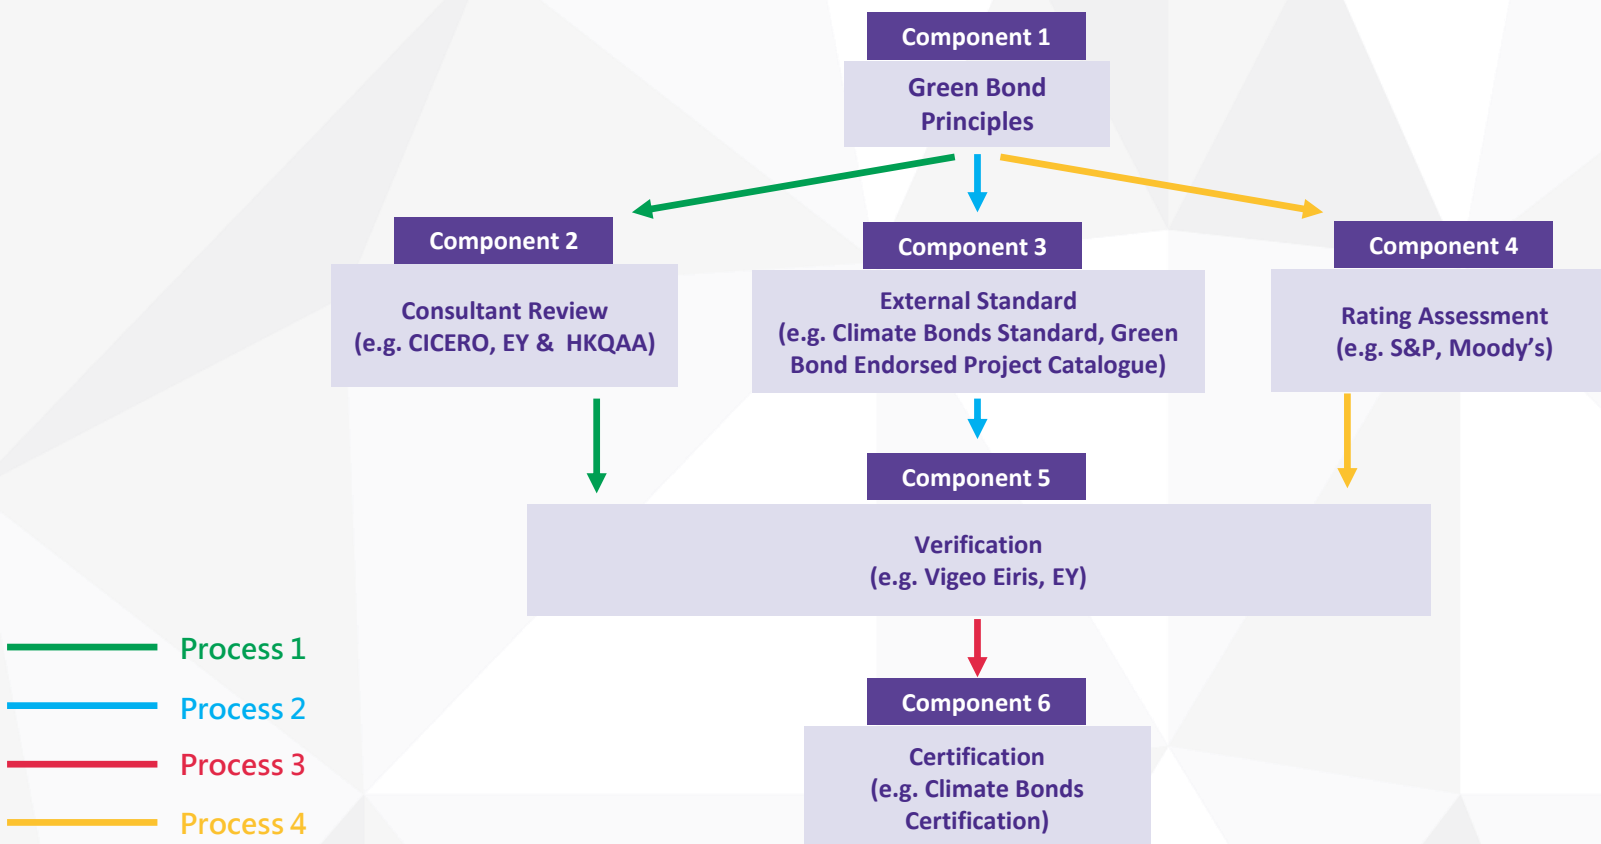 Component 1
Green Bond
Principles
Component 2
Consultant Review
(e.g. CICERO, EY & HKQAA)
Component 3
External Standard
(e.g. Climate Bonds Standard, Green
Bond Endorsed Project Catalogue)
Component 4
Rating Assessment
(e.g. S&P, Moody’s)
Component 5
Verification
(e.g. Vigeo Eiris, EY)
Component 6
Certification
(e.g. Climate Bonds
Certification)
Process 1
Process 2
Process 3
Process 4